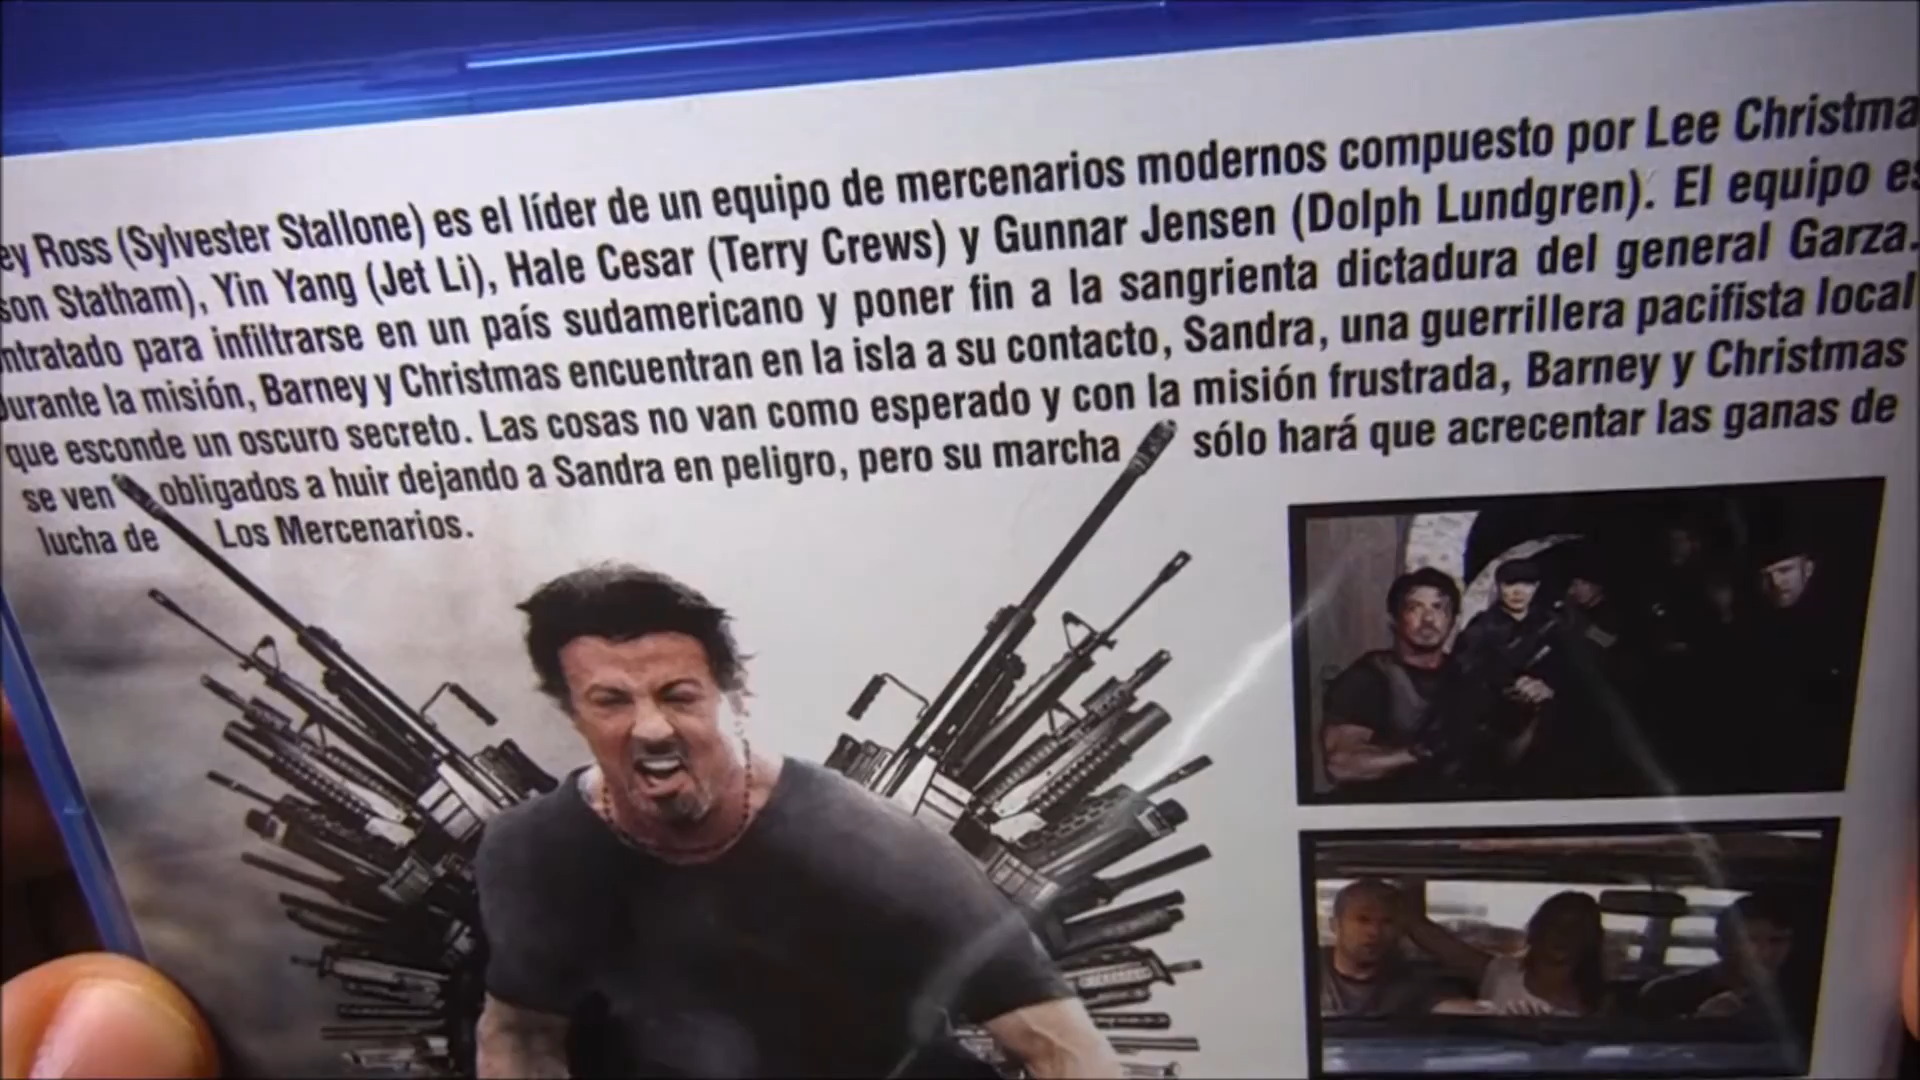 ey Ross (Sylvester Stallone) es el líder de un equipo de mercenarios modernos compuesto por Lee Christma
son Statham), Yin Yang (Jet Li), Hale Cesar (Terry Crews) y Gunnar Jensen (Dolph Lundgren). El equipo es
ntratado para infiltrarse en un país sudamericano y poner fin a la sangrienta dictadura del general Garza.
Durante la misión, Barney y Christmas encuentran en la isla a su contacto, Sandra, una guerrillera pacifista local
que esconde un oscuro secreto. Las cosas no van como esperado y con la misión frustrada, Barney y Christmas
se ven obligados a huir dejando a Sandra en peligro, pero su marcha sólo hará que acrecentar las ganas de
lucha de Los Mercenarios.